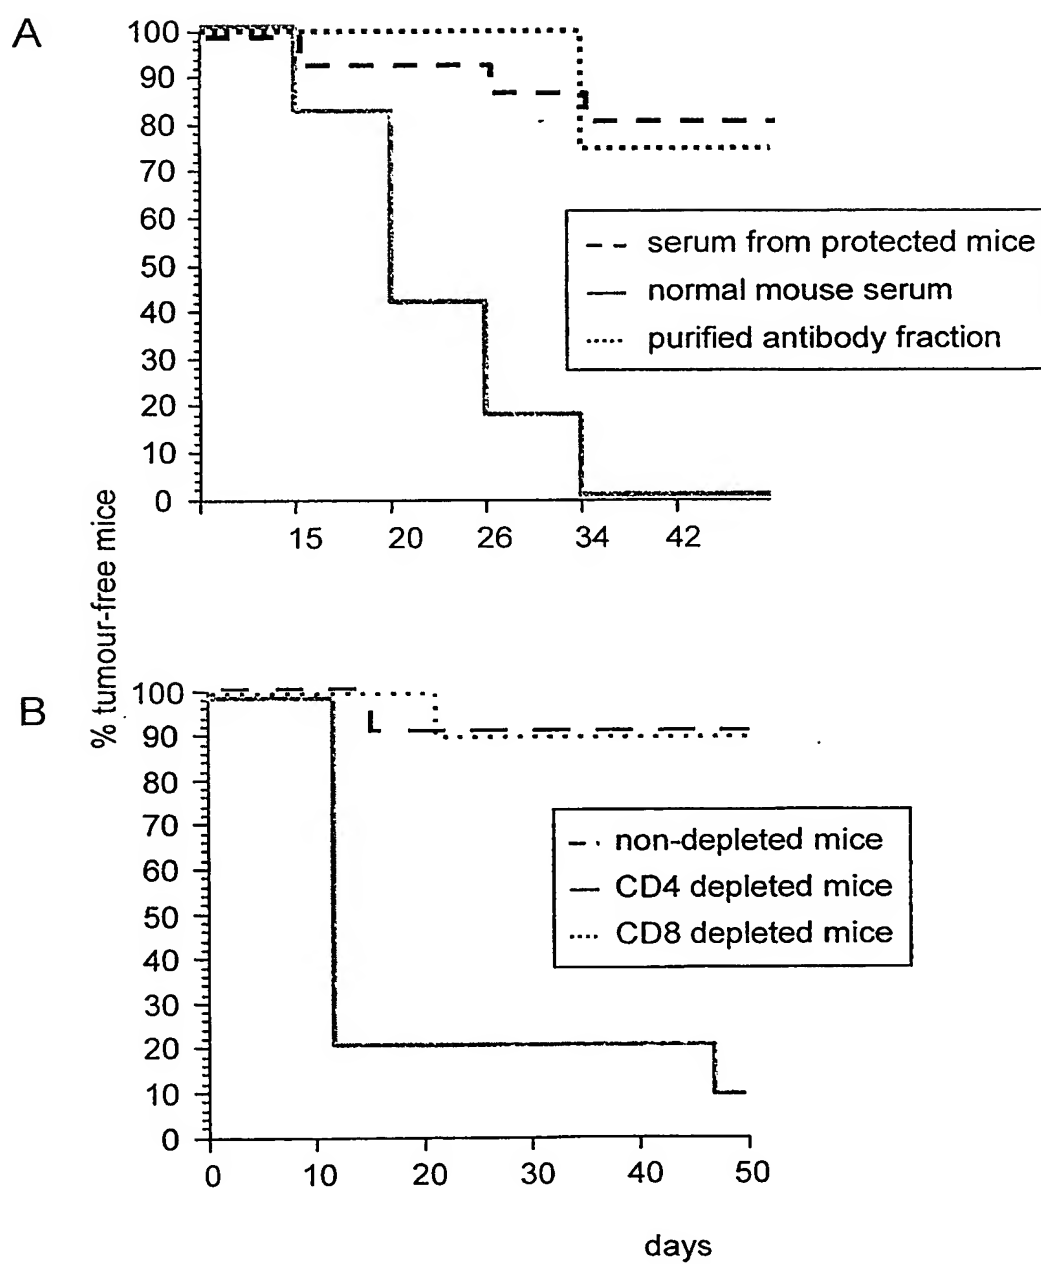 A
100
90
80
70
60
50
40
30
20
10
0
serum from protected mice
normal mouse serum
purified antibody fraction
15 20 26 34 42
% tumour-free mice
B
100
90
80
70
60
50
40
30
20
10
0
non-depleted mice
CD4 depleted mice
CD8 depleted mice
0 10 20 30 40 50
days